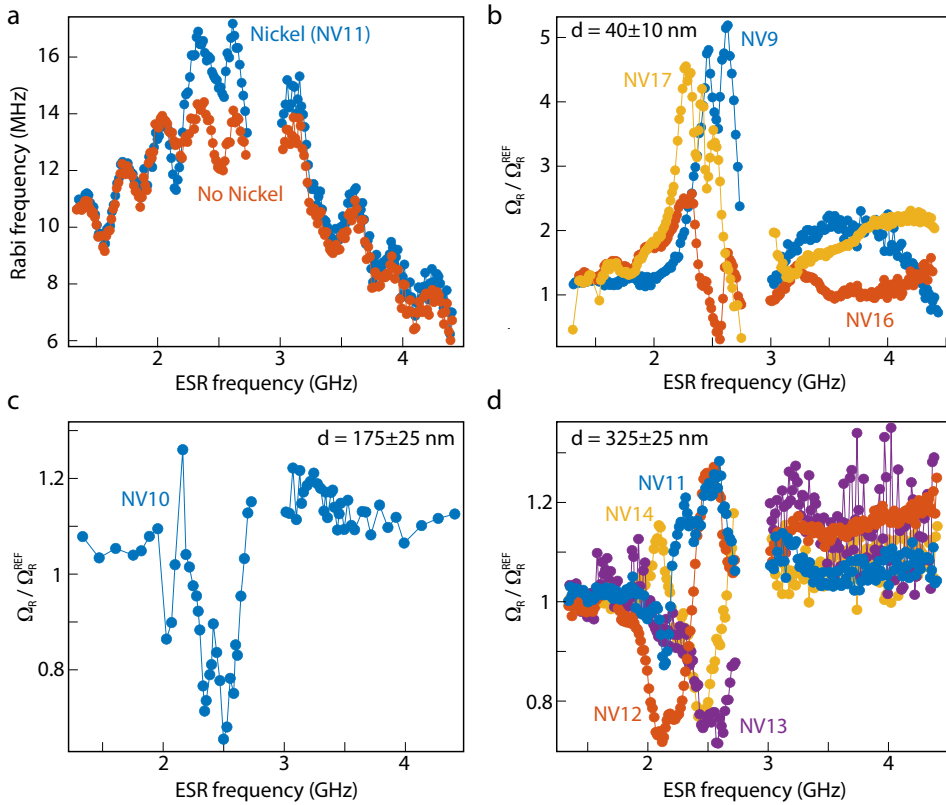 a
Nickel (NV11)
No Nickel
Rabi frequency (MHz)
16
14
12
10
8
6
2
3
4
ESR frequency (GHz)
b
d = 40±10 nm
NV9
NV17
NV16
Ω_R / Ω_R^REF
5
4
3
2
1
2
3
4
ESR frequency (GHz)
c
d = 175±25 nm
NV10
Ω_R / Ω_R^REF
1.2
1
0.8
2
3
4
ESR frequency (GHz)
d
d = 325±25 nm
NV11
NV14
NV12
NV13
Ω_R / Ω_R^REF
1.2
1
0.8
2
3
4
ESR frequency (GHz)